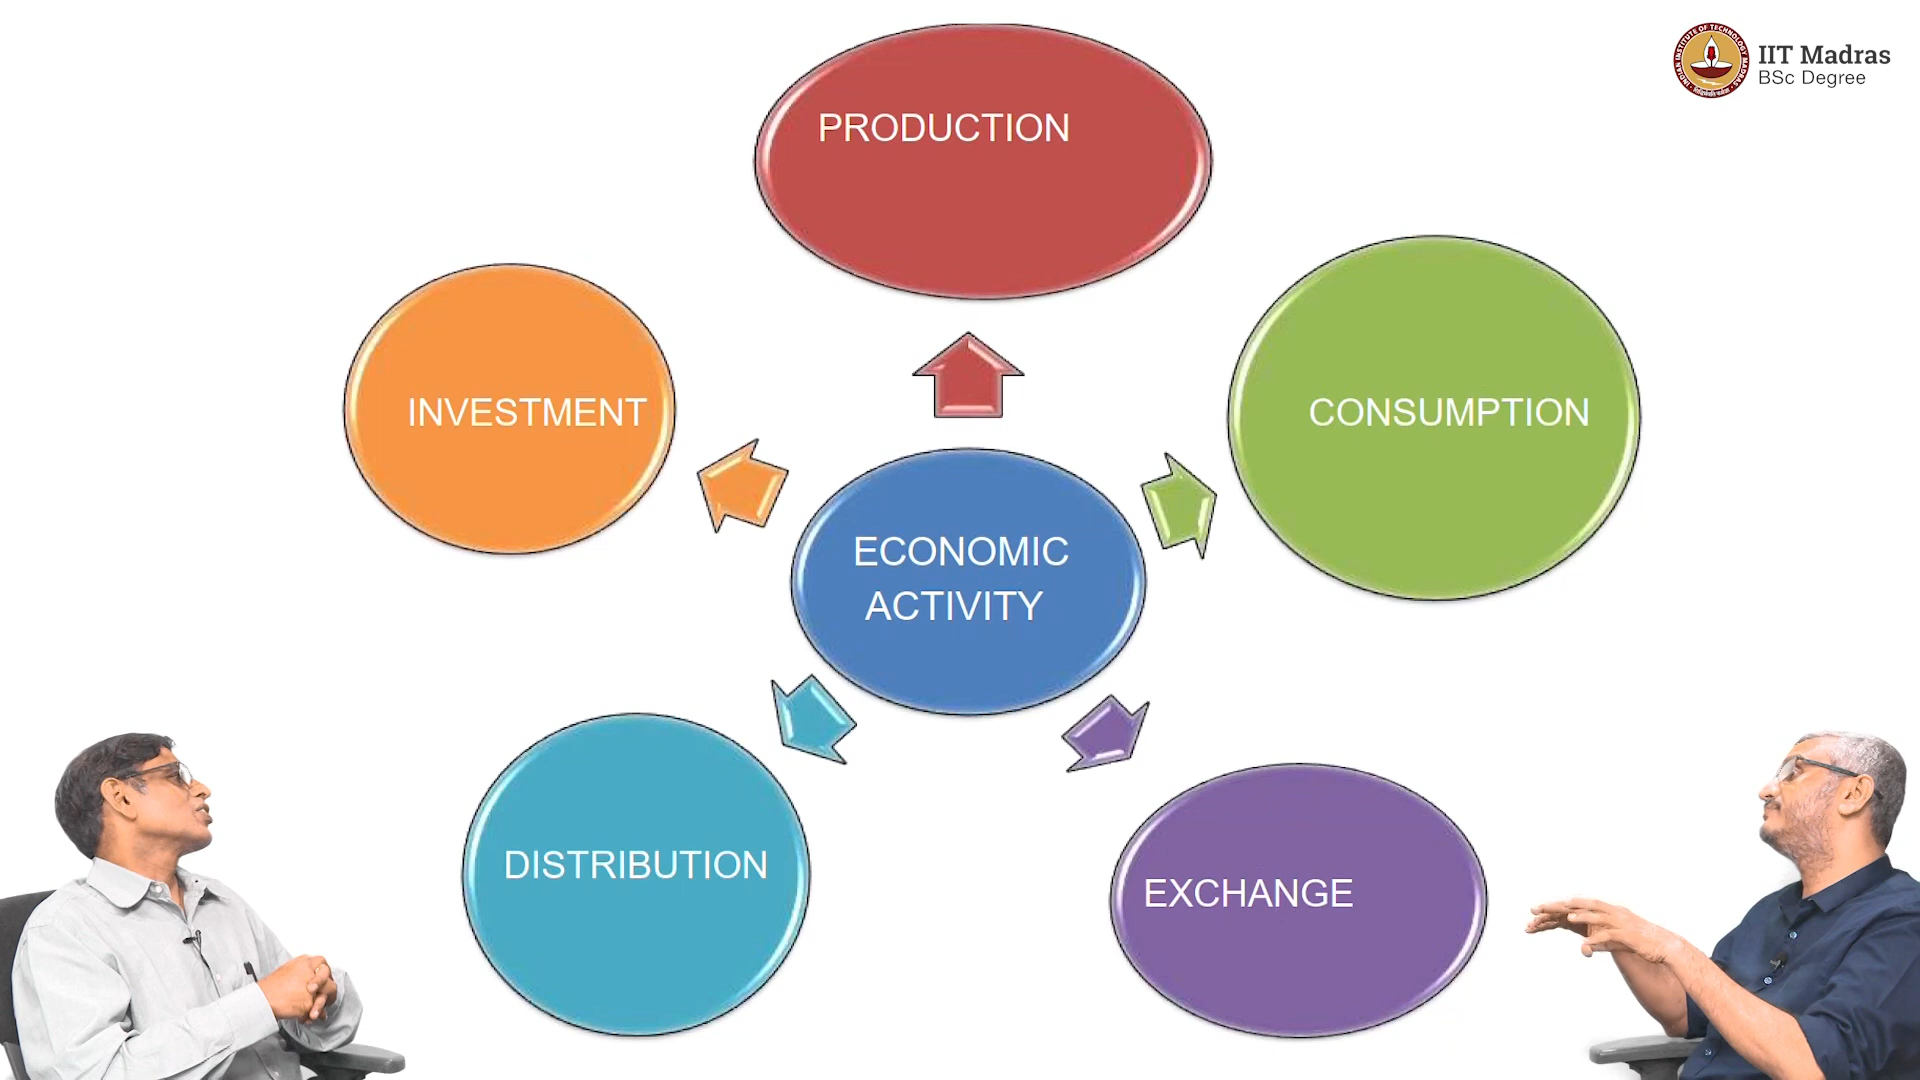 IIT Madras
BSc Degree
PRODUCTION
INVESTMENT
CONSUMPTION
ECONOMIC
ACTIVITY
DISTRIBUTION
EXCHANGE